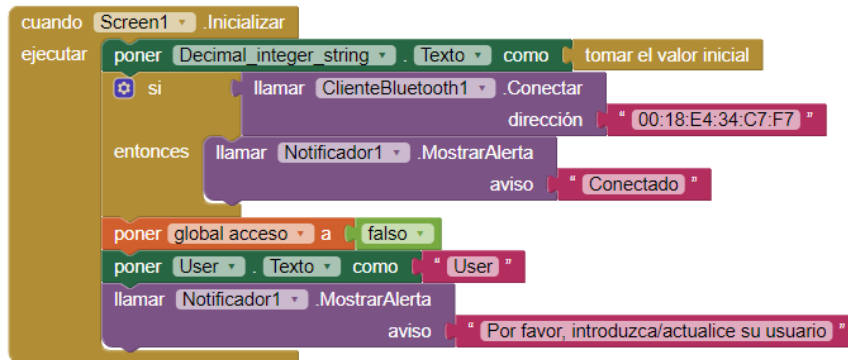 cuando Screen1 .Inicializar
ejecutar poner Decimal_integer_string . Texto como tomar el valor inicial
si llamar ClienteBluetooth1 .Conectar
dirección " 00:18:E4:34:C7:F7 "
entonces llamar Notificador1 .MostrarAlerta
aviso " Conectado "
poner global acceso a falso
poner User . Texto como " User "
llamar Notificador1 .MostrarAlerta
aviso " Por favor, introduzca/actualice su usuario "